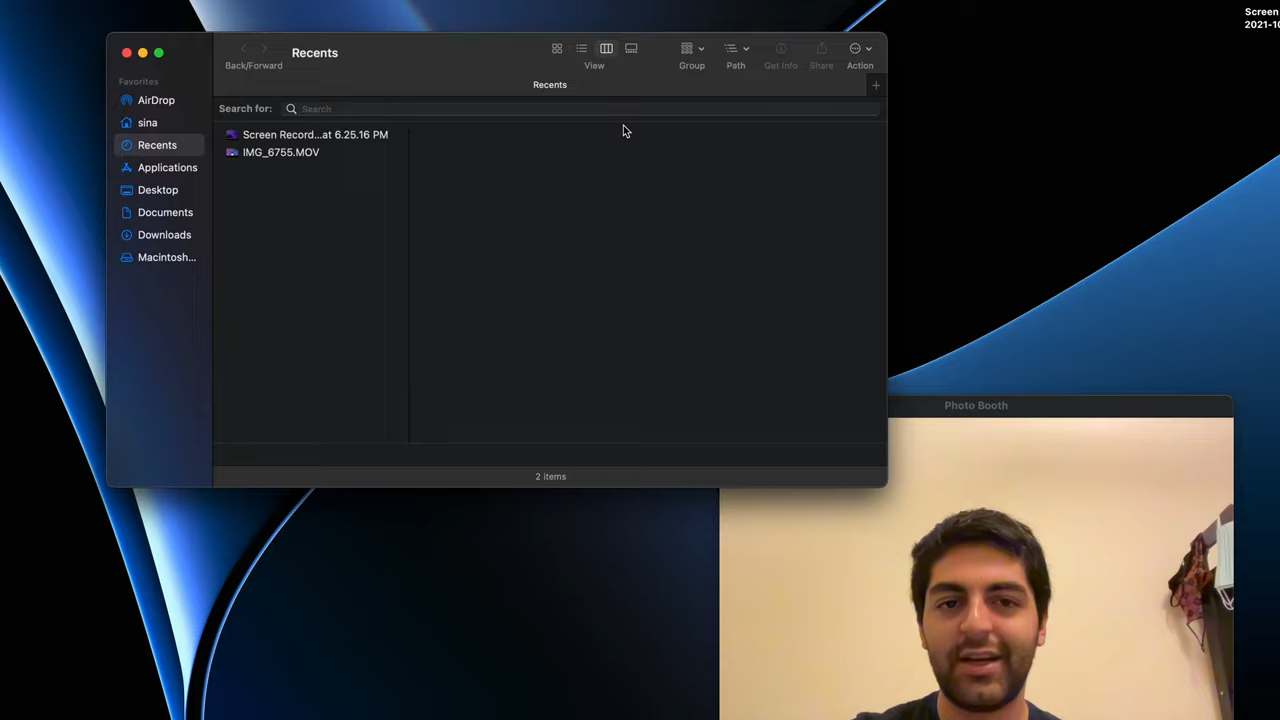 Screen
2021-10
Recents
Back/Forward
View
Group
Path
Get Info
Share
Action
Recents
Search for:
Search
Favorites
AirDrop
sina
Recents
Applications
Desktop
Documents
Downloads
Macintosh...
Screen Record...at 6.25.16 PM
IMG_6755.MOV
2 items
Photo Booth